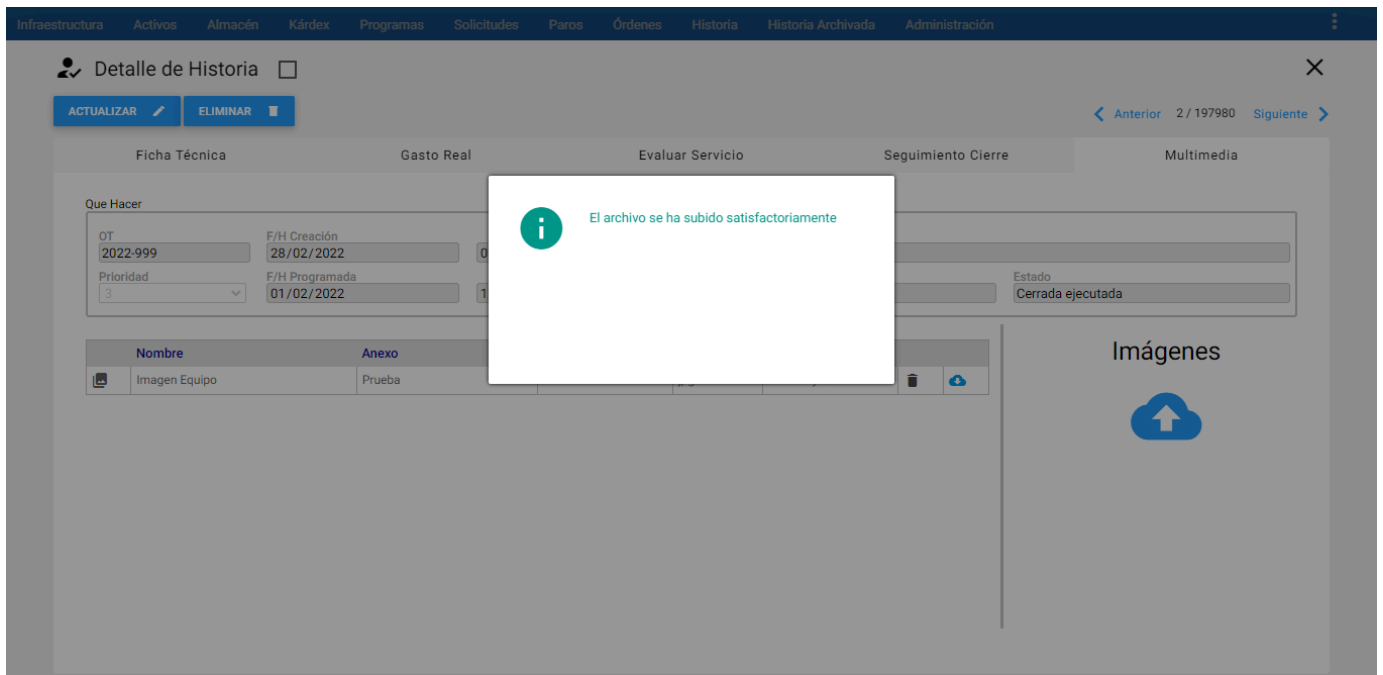 Infraestructura Activos Almacén Kárdex Programas Solicitudes Paros Órdenes Historia Historia Archivada Administración
Detalle de Historia
ACTUALIZAR ELIMINAR
Anterior 2 / 197980 Siguiente
Ficha Técnica Gasto Real Evaluar Servicio Seguimiento Cierre Multimedia
El archivo se ha subido satisfactoriamente
Que Hacer
OT F/H Creación
2022-999 28/02/2022
Prioridad F/H Programada Estado
3 01/02/2022 Cerrada ejecutada
Imágenes
Nombre Anexo
Imagen Equipo Prueba